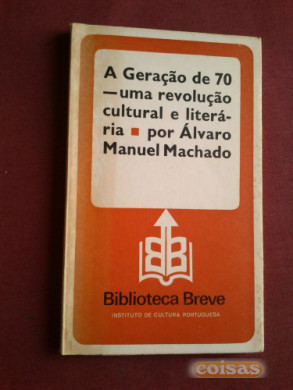 A Geração de 70
—uma revolução
cultural e literá-
ria ■ por Álvaro
Manuel Machado
Biblioteca Breve
INSTITUTO DE CULTURA PORTUGUESA
coisas